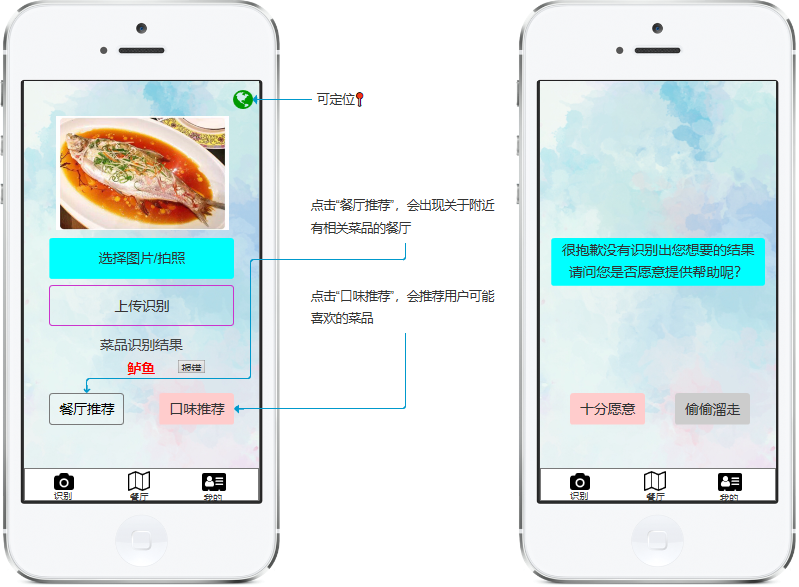 可定位
点击“餐厅推荐”，会出现关于附近
有相关菜品的餐厅
选择图片/拍照
点击“口味推荐”，会推荐用户可能
喜欢的菜品
上传识别
菜品识别结果
鲈鱼 报错
餐厅推荐 口味推荐
识别 餐厅 我的
很抱歉没有识别出您想要的结果
请问您是否愿意提供帮助呢?
十分愿意 偷偷溜走
识别 餐厅 我的